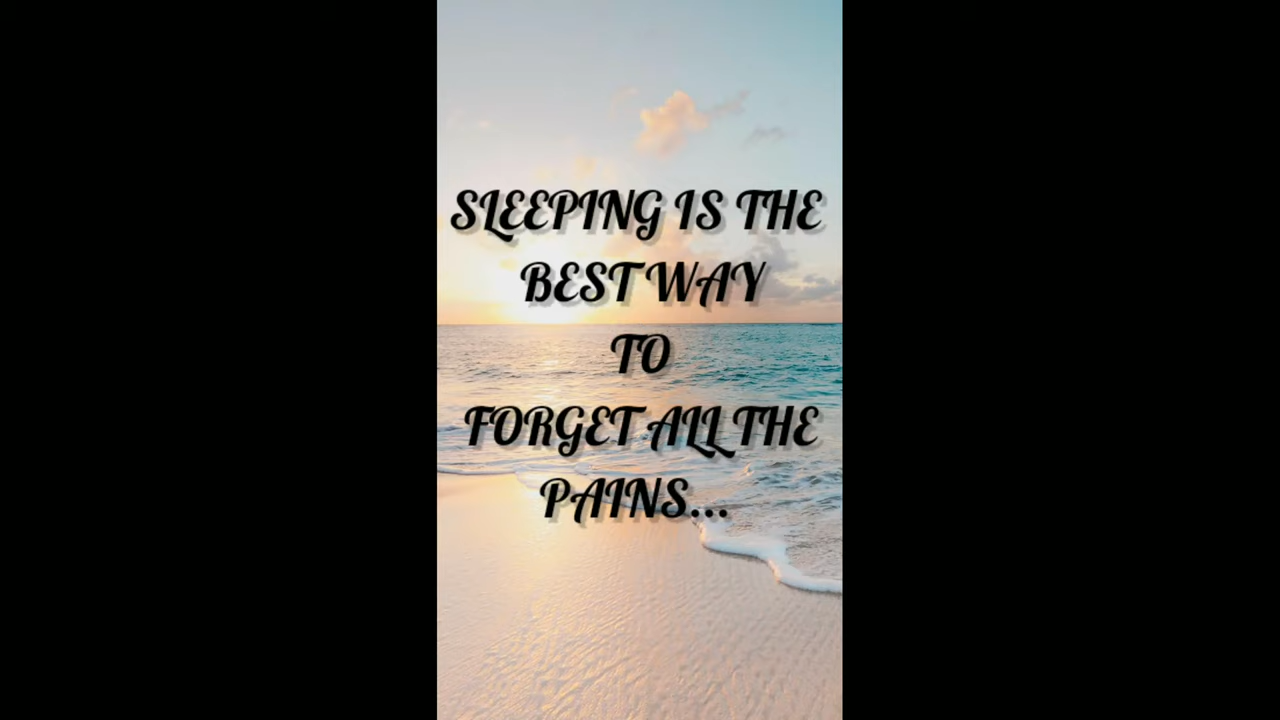 SLEEPING IS THE
BEST WAY
TO
FORGET ALL THE
PAINS...